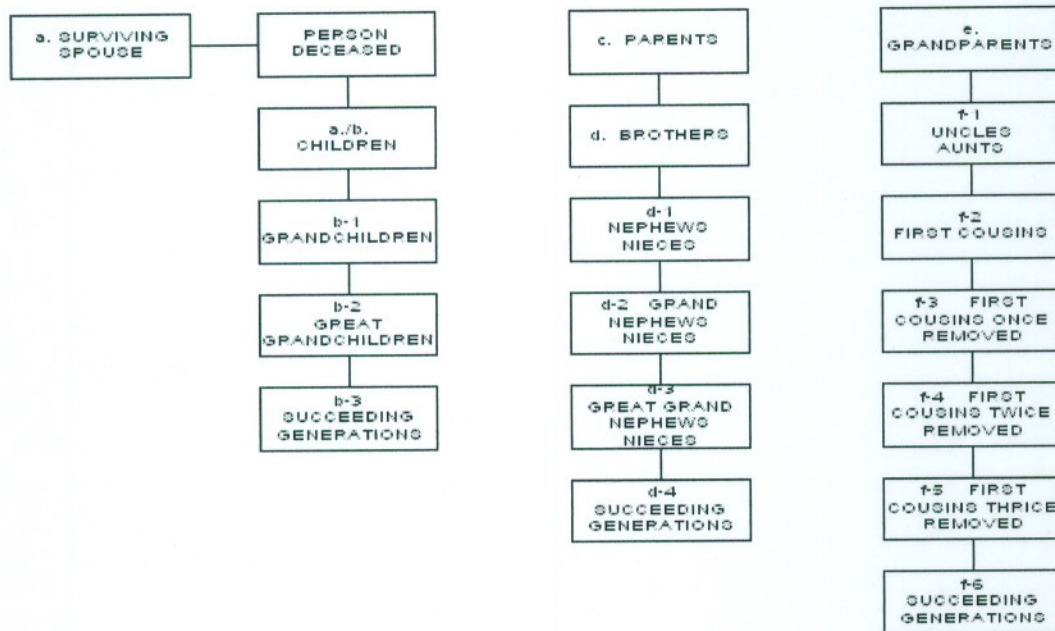 a. SURVIVING
SPOUSE
PERSON
DECEASED
a./b.
CHILDREN
b-1
GRANDCHILDREN
b-2
GREAT
GRANDCHILDREN
b-3
SUCCEEDING
GENERATIONS
c. PARENTS
d. BROTHERS
d-1
NEPHEWS
NIECES
d-2 GRAND
NEPHEWS
NIECES
d-3
GREAT GRAND
NEPHEWS
NIECES
d-4
SUCCEEDING
GENERATIONS
e.
GRANDPARENTS
f-1
UNCLES
AUNTS
f-2
FIRST COUSINS
f-3 FIRST
COUSINS ONCE
REMOVED
f-4 FIRST
COUSINS TWICE
REMOVED
f-5 FIRST
COUSINS THRICE
REMOVED
f-6
SUCCEEDING
GENERATIONS